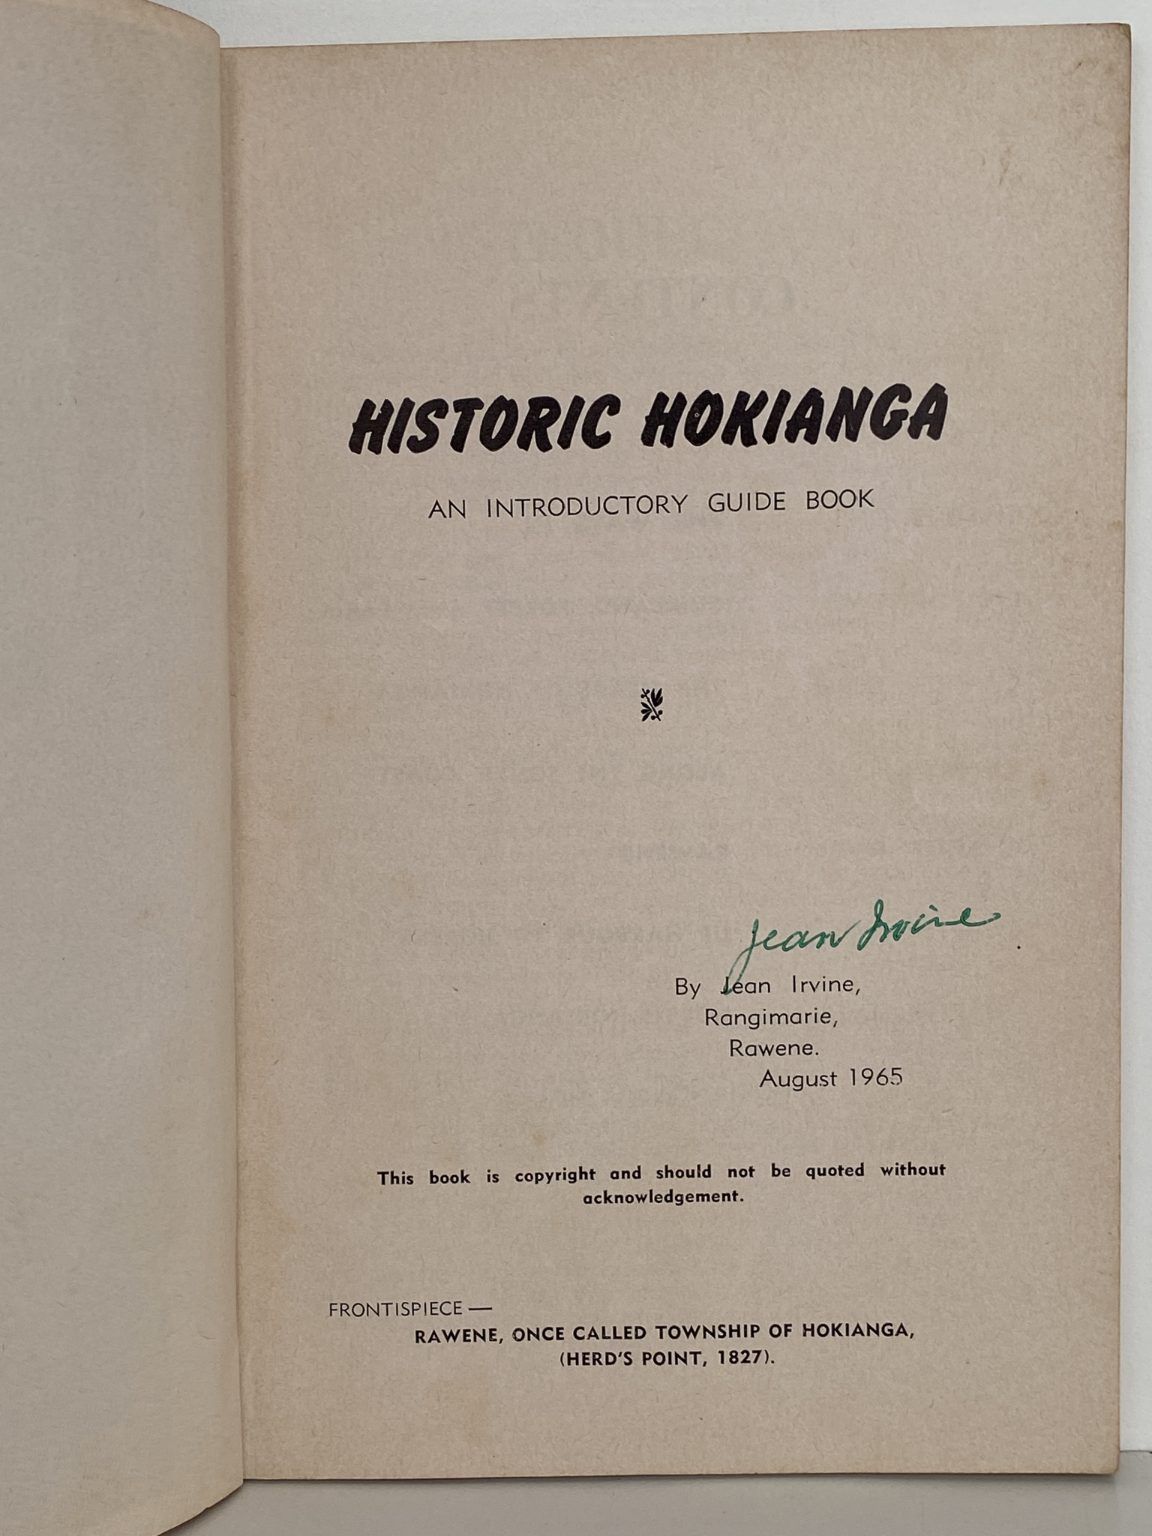 HISTORIC HOKIANGA
AN INTRODUCTORY GUIDE BOOK
Jean Irvine
By Jean Irvine,
Rangimarie,
Rawene.
August 1965
This book is copyright and should not be quoted without
acknowledgement.
FRONTISPIECE —
RAWENE, ONCE CALLED TOWNSHIP OF HOKIANGA,
(HERD'S POINT, 1827).